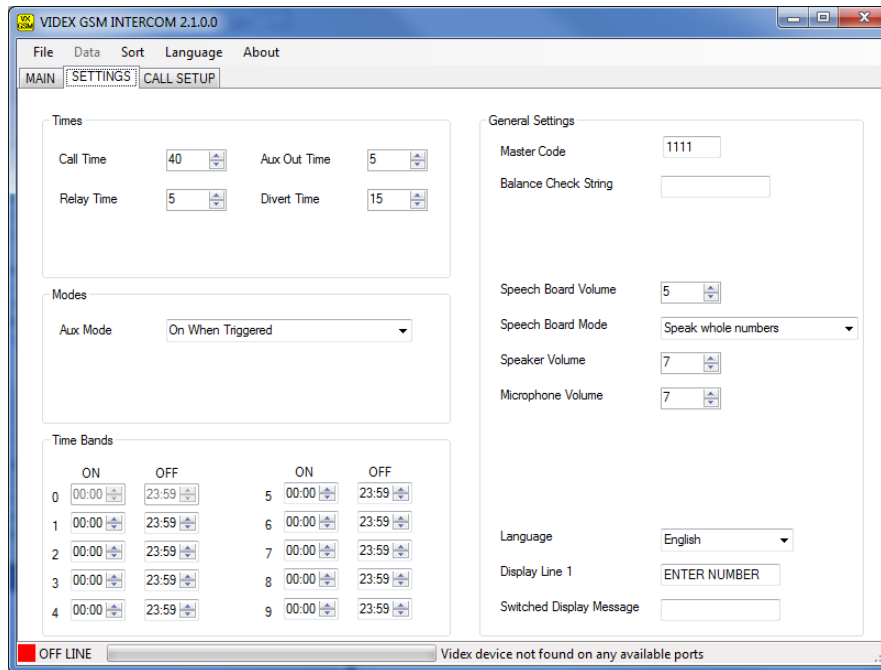 VIDEX GSM INTERCOM 2.1.0.0
File Data Sort Language About
MAIN SETTINGS CALL SETUP
Times
Call Time 40 Aux Out Time 5
Relay Time 5 Divert Time 15
Modes
Aux Mode On When Triggered
Time Bands
ON OFF ON OFF
0 00:00 23:59 5 00:00 23:59
1 00:00 23:59 6 00:00 23:59
2 00:00 23:59 7 00:00 23:59
3 00:00 23:59 8 00:00 23:59
4 00:00 23:59 9 00:00 23:59
General Settings
Master Code 1111
Balance Check String
Speech Board Volume 5
Speech Board Mode Speak whole numbers
Speaker Volume 7
Microphone Volume 7
Language English
Display Line 1 ENTER NUMBER
Switched Display Message
OFF LINE Videx device not found on any available ports